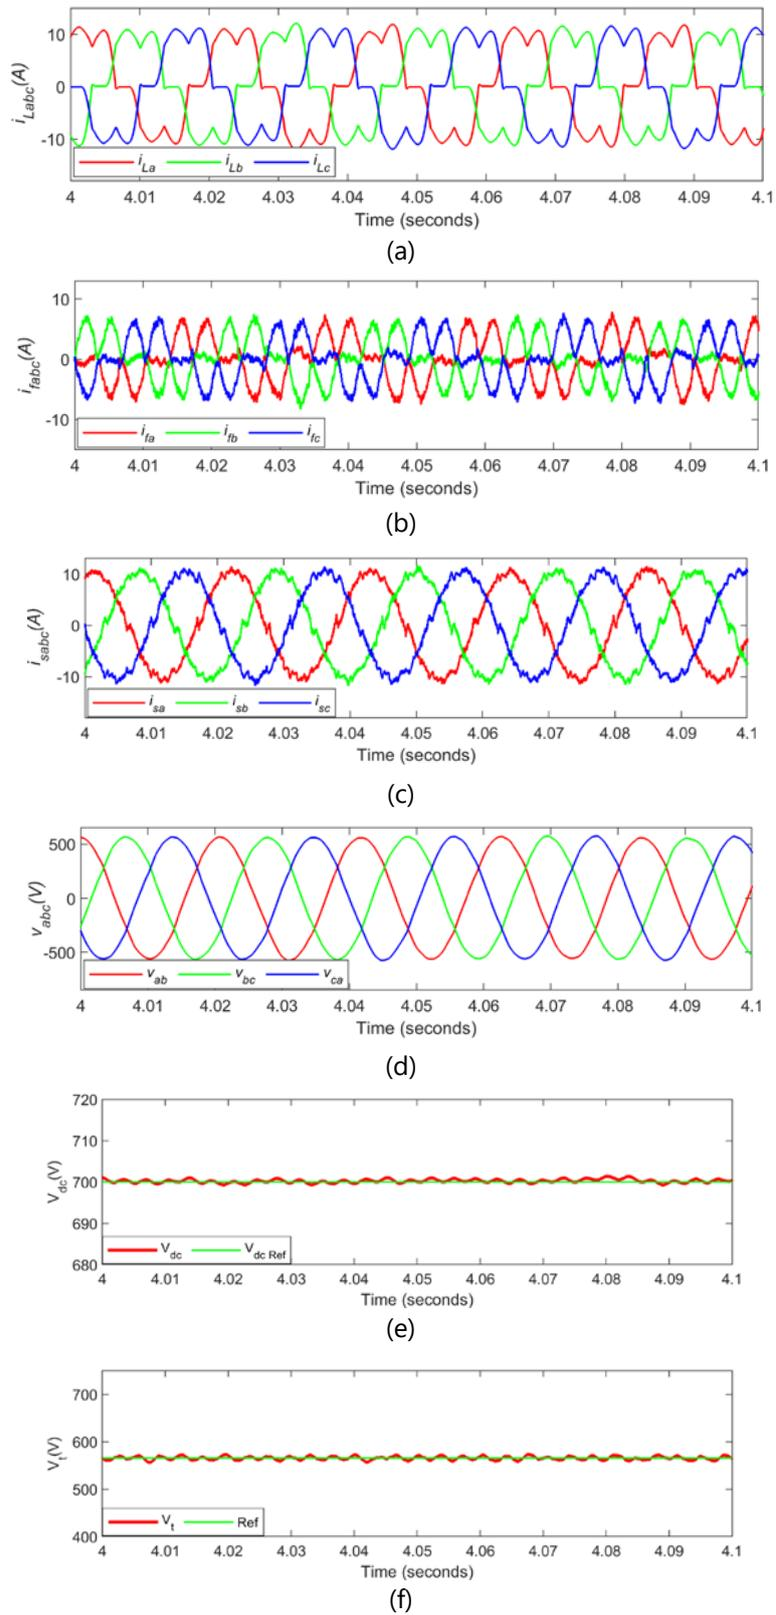 10
0
-10
i_Labc(A)
i_La i_Lb i_Lc
4 4.01 4.02 4.03 4.04 4.05 4.06 4.07 4.08 4.09 4.1
Time (seconds)
(a)
10
0
-10
i_fabc(A)
i_fa i_fb i_fc
4 4.01 4.02 4.03 4.04 4.05 4.06 4.07 4.08 4.09 4.1
Time (seconds)
(b)
10
0
-10
i_sabc(A)
i_sa i_sb i_sc
4 4.01 4.02 4.03 4.04 4.05 4.06 4.07 4.08 4.09 4.1
Time (seconds)
(c)
500
0
-500
v_abc(V)
v_ab v_bc v_ca
4 4.01 4.02 4.03 4.04 4.05 4.06 4.07 4.08 4.09 4.1
Time (seconds)
(d)
720
710
700
690
680
V_dc(V)
V_dc V_dc Ref
4 4.01 4.02 4.03 4.04 4.05 4.06 4.07 4.08 4.09 4.1
Time (seconds)
(e)
700
600
500
400
V_t(V)
V_t Ref
4 4.01 4.02 4.03 4.04 4.05 4.06 4.07 4.08 4.09 4.1
Time (seconds)
(f)